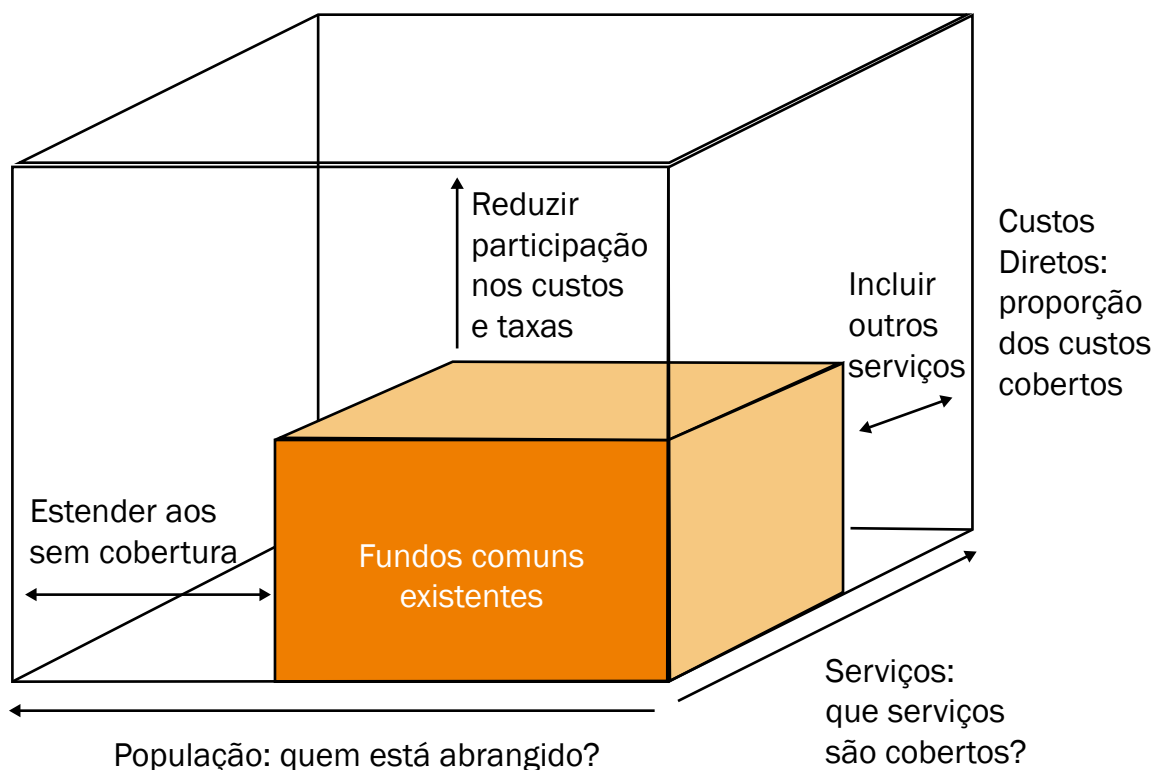 Reduzir
participação
nos custos
e taxas
Incluir
outros
serviços
Custos
Diretos:
proporção
dos custos
cobertos
Estender aos
sem cobertura
Fundos comuns
existentes
Serviços:
que serviços
são cobertos?
População: quem está abrangido?